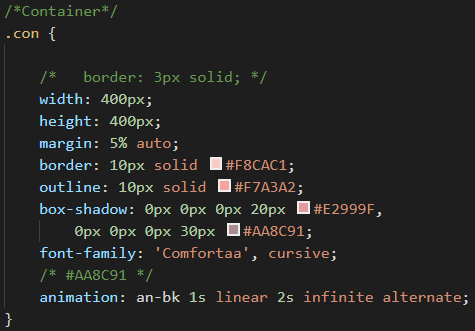 /*Container*/
.con {
/*   border: 3px solid; */
width: 400px;
height: 400px;
margin: 5% auto;
border: 10px solid #F8CAC1;
outline: 10px solid #F7A3A2;
box-shadow: 0px 0px 0px 20px #E2999F,
0px 0px 0px 30px #AA8C91;
font-family: 'Comfortaa', cursive;
/* #AA8C91 */
animation: an-bk 1s linear 2s infinite alternate;
}